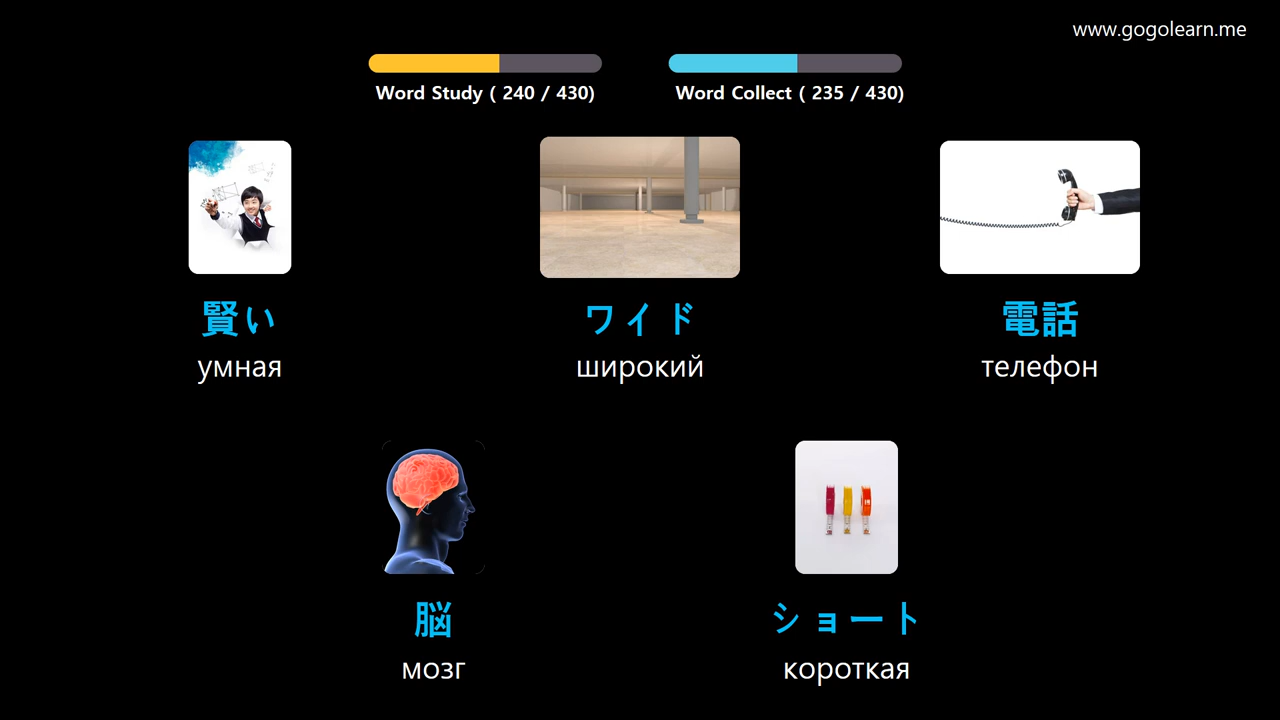 www.gogolearn.me
Word Study ( 240 / 430)
Word Collect ( 235 / 430)
賢い
ワイド
電話
умная
широкий
телефон
脳
ショート
мозг
короткая